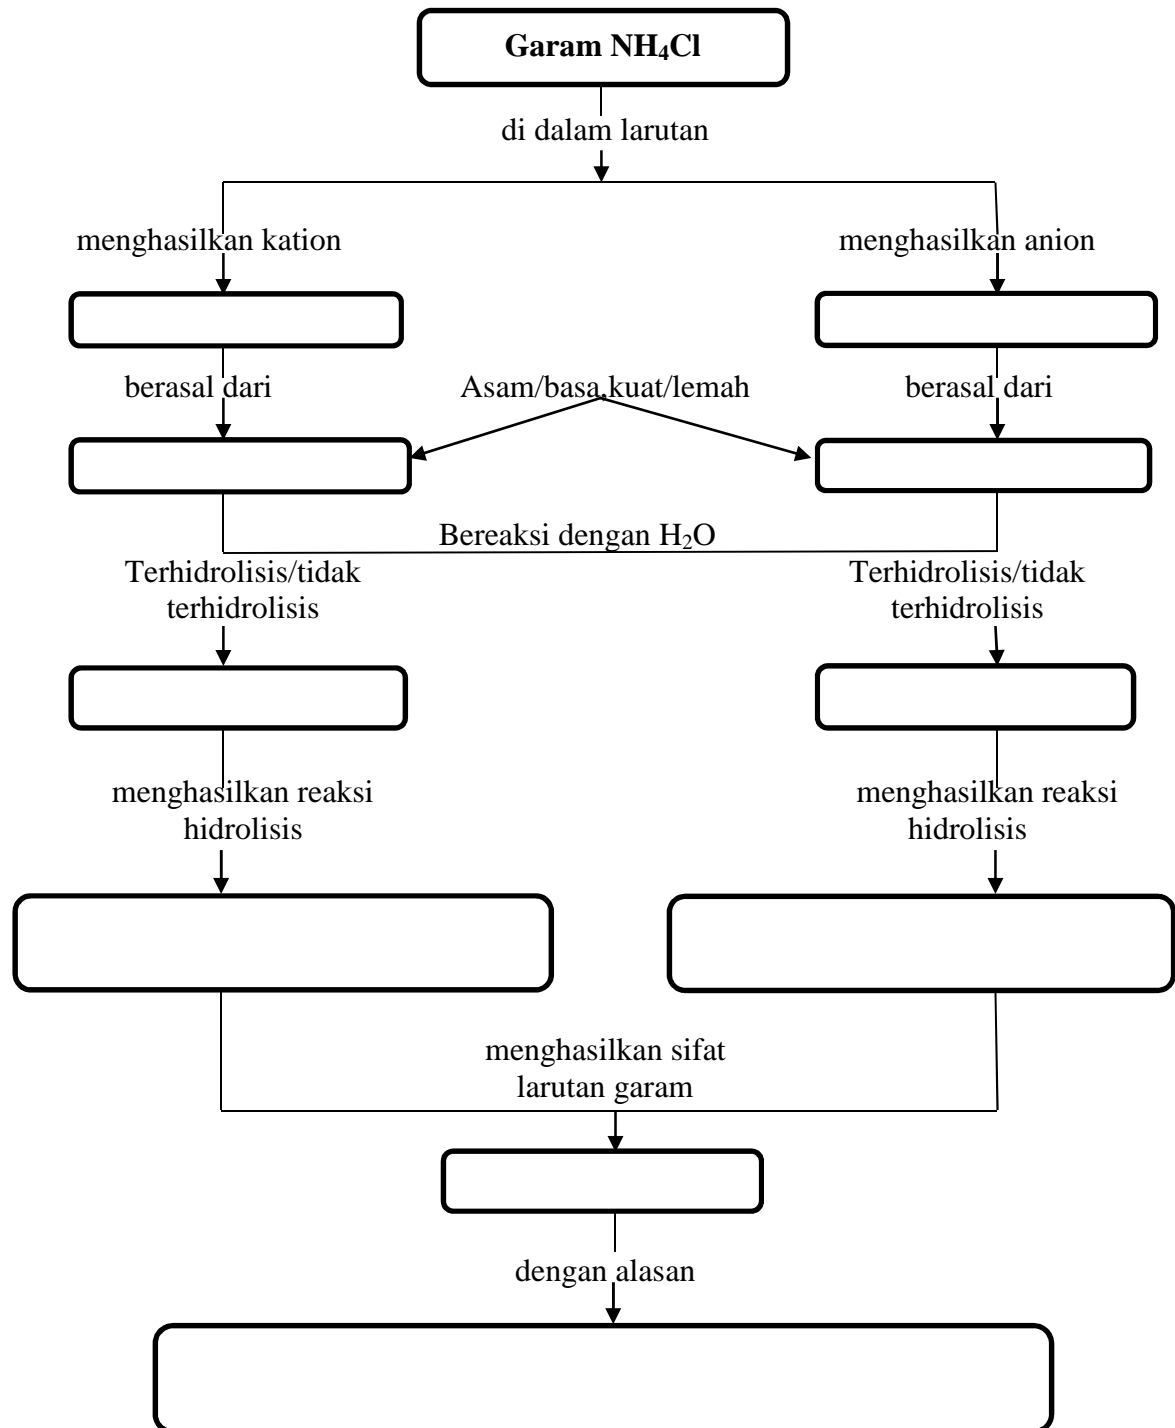 Garam NH₄Cl
di dalam larutan
menghasilkan kation
menghasilkan anion
berasal dari
Asam/basa,kuat/lemah
berasal dari
Bereaksi dengan H₂O
Terhidrolisis/tidak
terhidrolisis
Terhidrolisis/tidak
terhidrolisis
menghasilkan reaksi
hidrolisis
menghasilkan reaksi
hidrolisis
menghasilkan sifat
larutan garam
dengan alasan